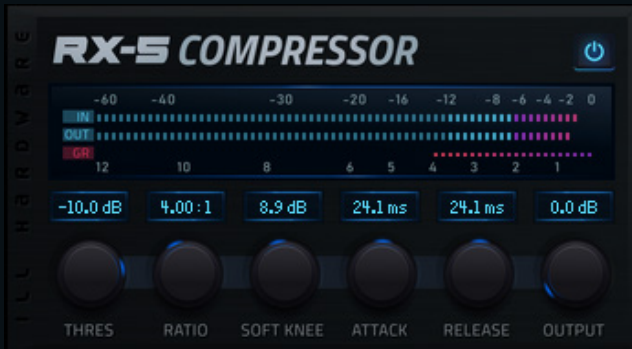 RX-5 COMPRESSOR
-60 -40 -30 -20 -16 -12 -8 -6 -4 -2 0
IN
OUT
GR
12 10 8 6 5 4 3 2 1
-10.0 dB 4.00:1 8.9 dB 24.1 ms 24.1 ms 0.0 dB
THRES RATIO SOFT KNEE ATTACK RELEASE OUTPUT
ILL HARDWARE